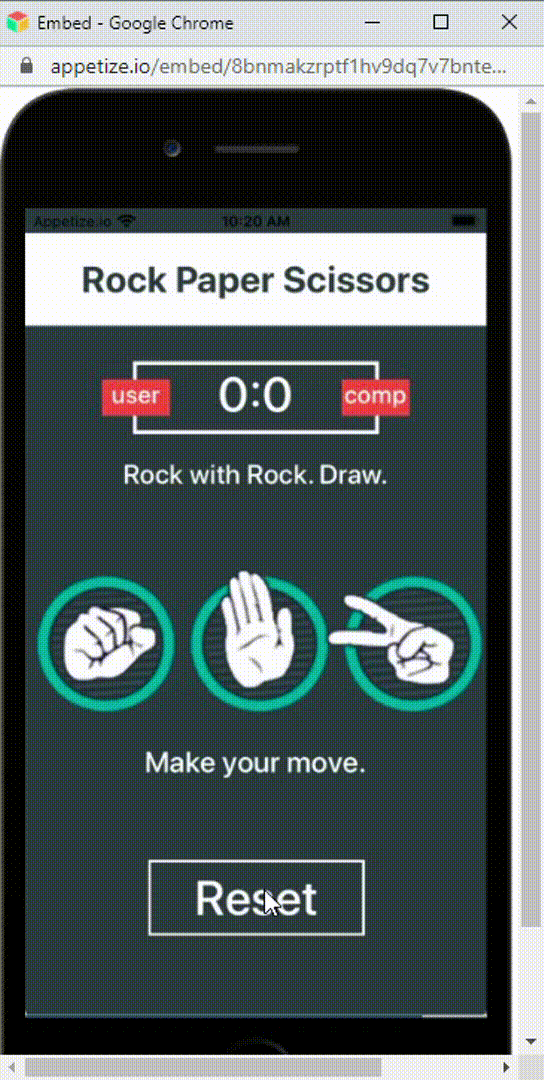 Embed - Google Chrome
appetize.io/embed/8bnmakzrptf1hv9dq7v7bnte...
Appetize.io 10:20 AM
Rock Paper Scissors
user 0:0 comp
Rock with Rock. Draw.
Make your move.
Reset